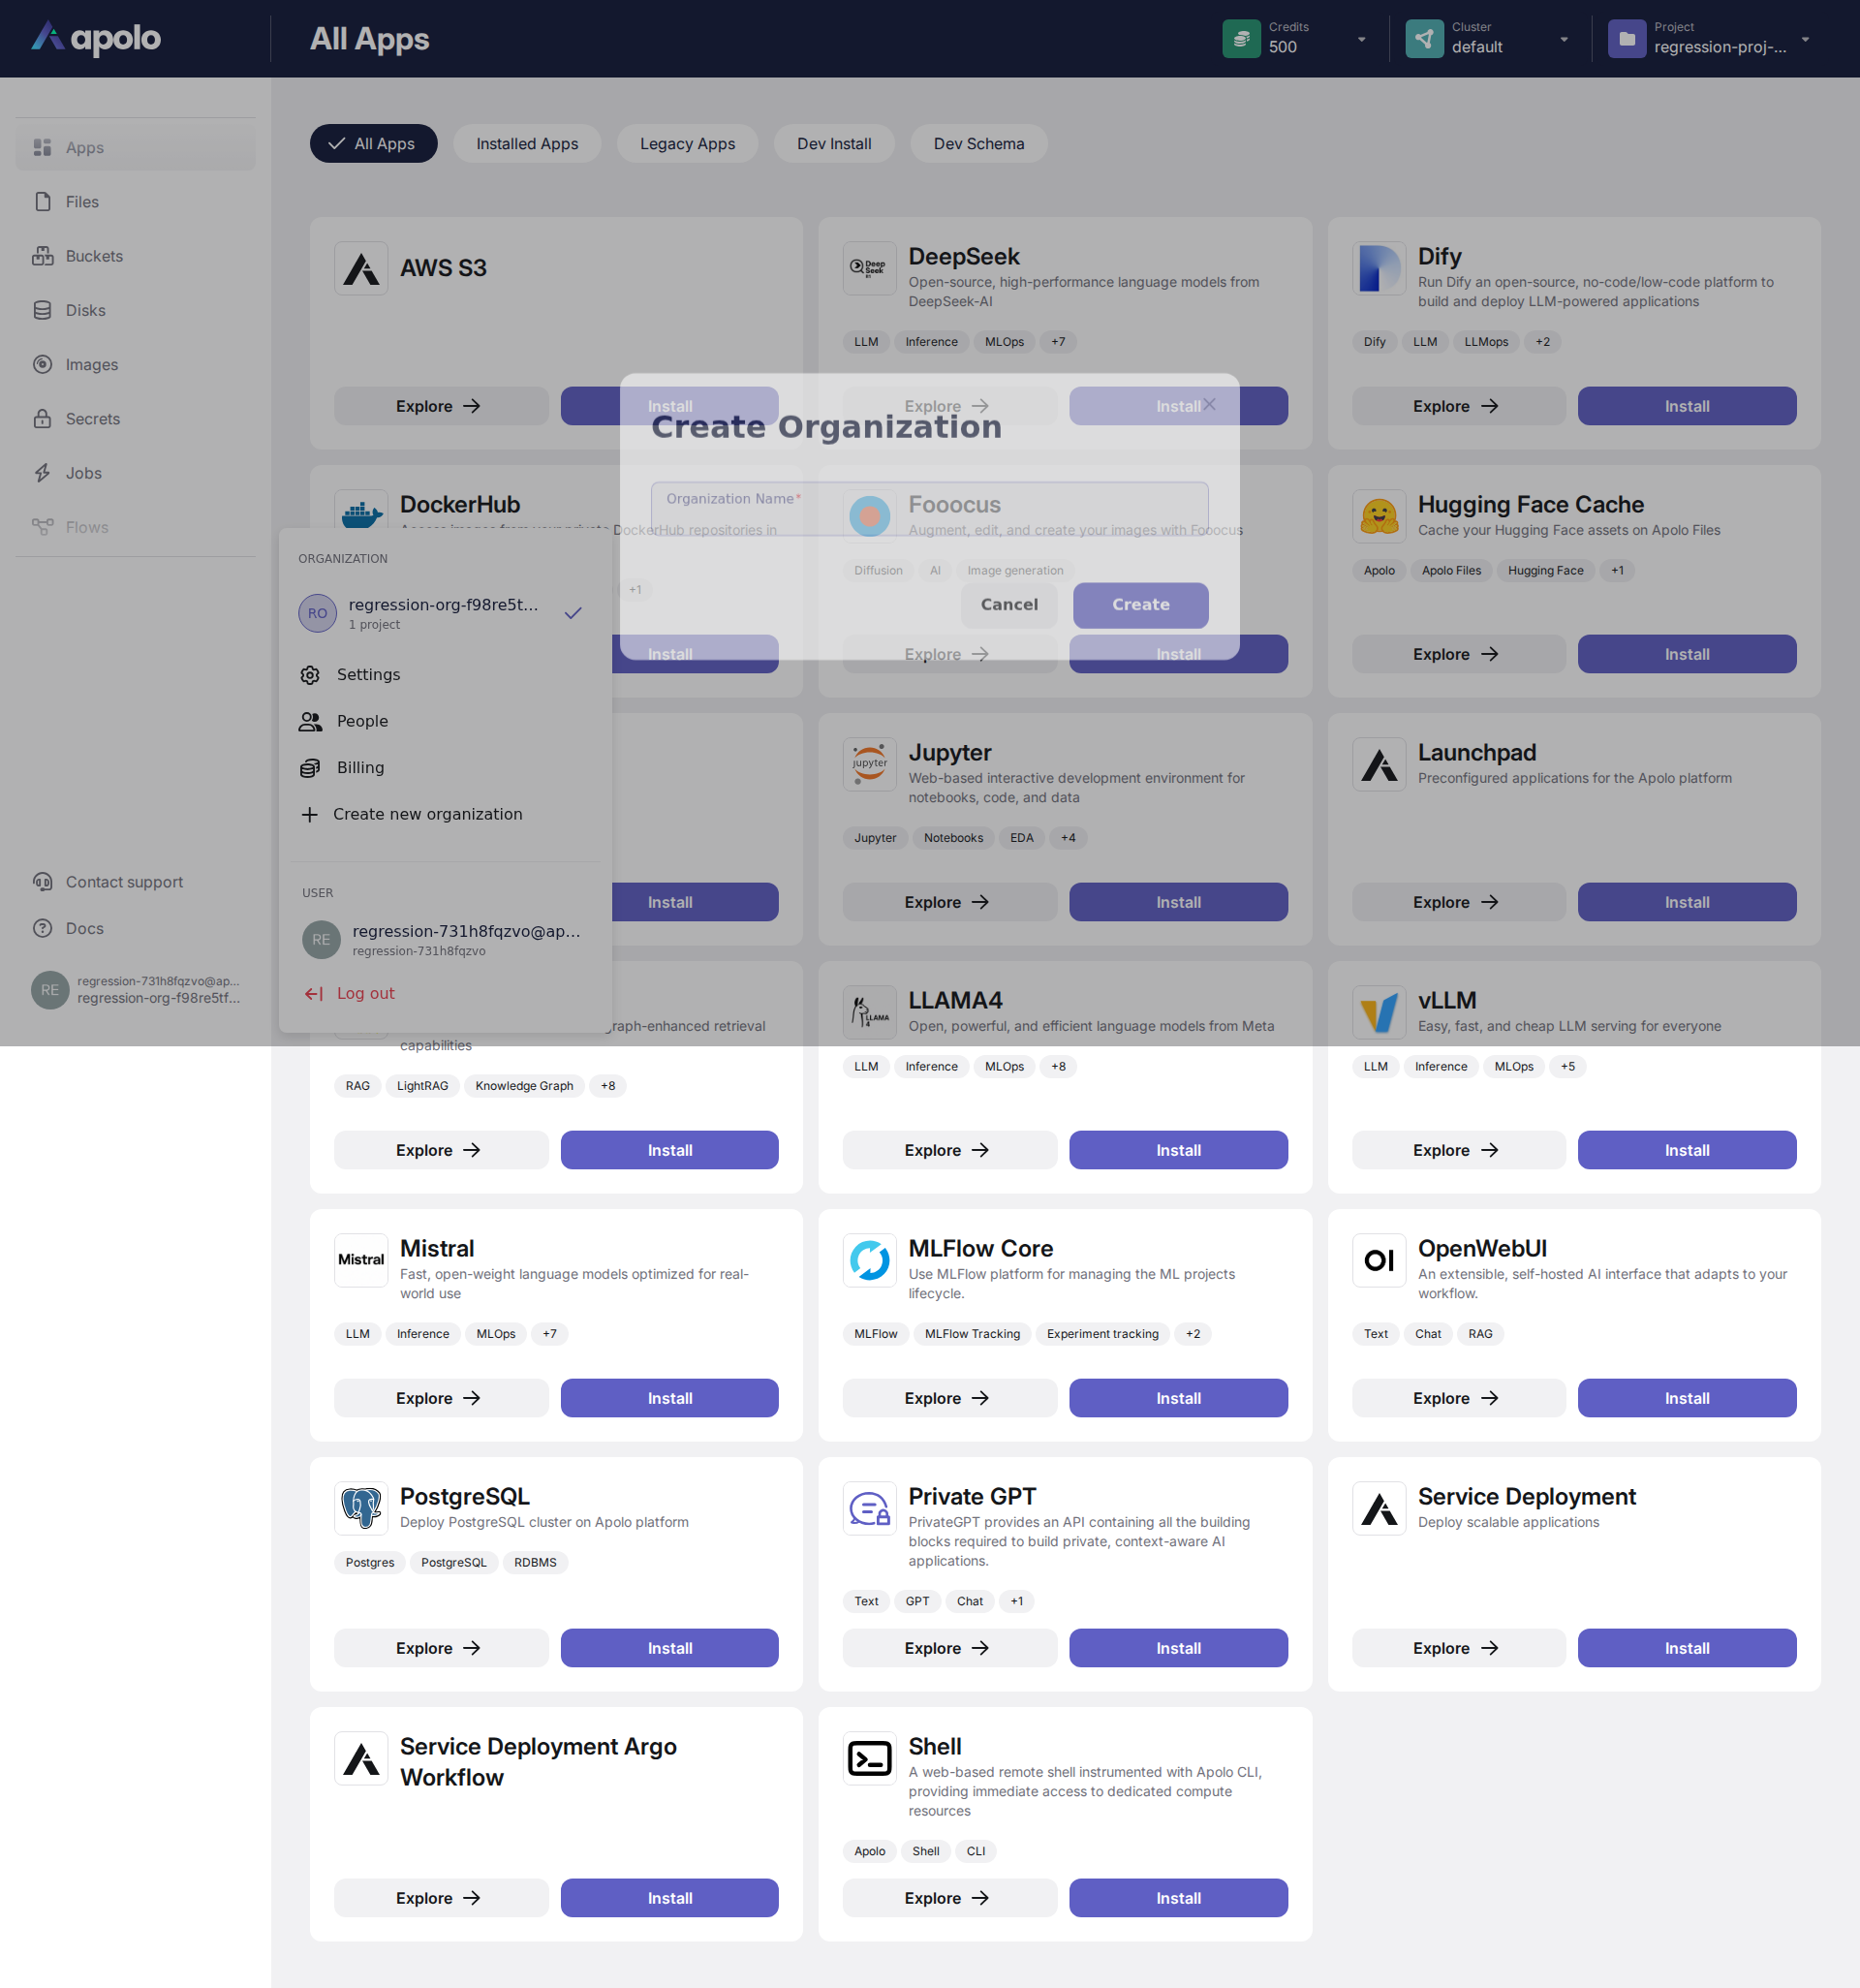 apolo
All Apps
Credits
500
Cluster
default
Project
regression-proj-...
Apps
Files
Buckets
Disks
Images
Secrets
Jobs
Flows
Contact support
Docs
RE
regression-731h8fqzvo@ap...
regression-org-f98re5tf...
All Apps
Installed Apps
Legacy Apps
Dev Install
Dev Schema
AWS S3
Explore
Install
DeepSeek
Open-source, high-performance language models from
DeepSeek-AI
LLM
Inference
MLOps
+7
Explore
Install
Dify
Run Dify an open-source, no-code/low-code platform to
build and deploy LLM-powered applications
Dify
LLM
LLMops
+2
Explore
Install
Create Organization
Organization Name*
Cancel
Create
DockerHub
Access images from your private DockerHub repositories in
+1
Install
Fooocus
Augment, edit, and create your images with Fooocus
Diffusion
AI
Image generation
Explore
Install
Hugging Face Cache
Cache your Hugging Face assets on Apolo Files
Apolo
Apolo Files
Hugging Face
+1
Explore
Install
ORGANIZATION
RO
regression-org-f98re5t...
1 project
Settings
People
Billing
Create new organization
USER
RE
regression-731h8fqzvo@ap...
regression-731h8fqzvo
Log out
Install
jupyter
Jupyter
Web-based interactive development environment for
notebooks, code, and data
Jupyter
Notebooks
EDA
+4
Explore
Install
Launchpad
Preconfigured applications for the Apolo platform
Explore
Install
raph-enhanced retrieval
capabilities
RAG
LightRAG
Knowledge Graph
+8
Explore
Install
LLAMA
4
LLAMA4
Open, powerful, and efficient language models from Meta
LLM
Inference
MLOps
+8
Explore
Install
vLLM
Easy, fast, and cheap LLM serving for everyone
LLM
Inference
MLOps
+5
Explore
Install
Mistral
Mistral
Fast, open-weight language models optimized for real-
world use
LLM
Inference
MLOps
+7
Explore
Install
MLFlow Core
Use MLFlow platform for managing the ML projects
lifecycle.
MLFlow
MLFlow Tracking
Experiment tracking
+2
Explore
Install
OI
OpenWebUI
An extensible, self-hosted AI interface that adapts to your
workflow.
Text
Chat
RAG
Explore
Install
PostgreSQL
Deploy PostgreSQL cluster on Apolo platform
Postgres
PostgreSQL
RDBMS
Explore
Install
Private GPT
PrivateGPT provides an API containing all the building
blocks required to build private, context-aware AI
applications.
Text
GPT
Chat
+1
Explore
Install
Service Deployment
Deploy scalable applications
Explore
Install
Service Deployment Argo
Workflow
Explore
Install
Shell
A web-based remote shell instrumented with Apolo CLI,
providing immediate access to dedicated compute
resources
Apolo
Shell
CLI
Explore
Install